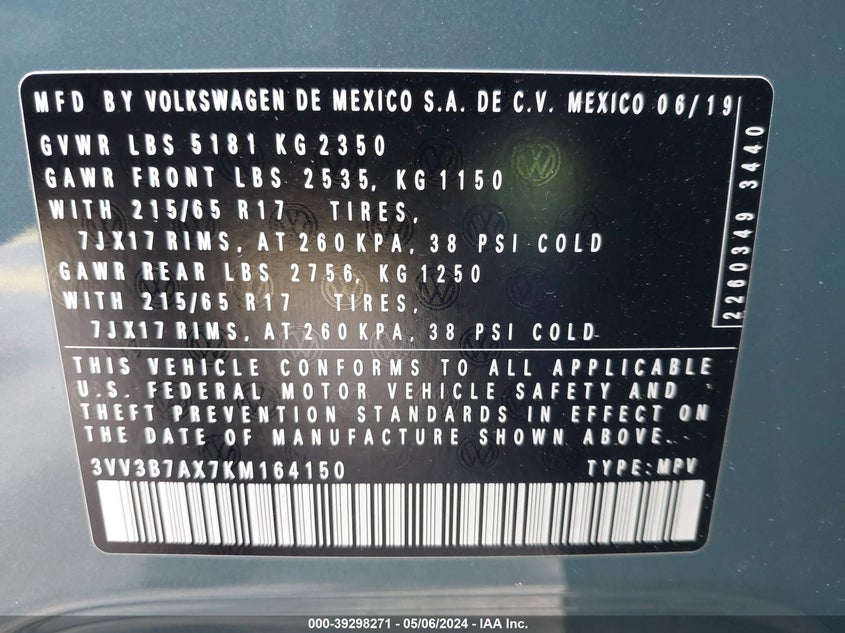 MFD BY VOLKSWAGEN DE MEXICO S.A. DE C.V. MEXICO 06/19
GVWR LBS 5181 KG 2350
GAWR FRONT LBS 2535, KG 1150
WITH 215/65 R17 TIRES,
7JX17 RIMS, AT 260 KPA, 38 PSI COLD
GAWR REAR LBS 2756, KG 1250
WITH 215/65 R17 TIRES,
7JX17 RIMS, AT 260 KPA, 38 PSI COLD
2260349 3440
THIS VEHICLE CONFORMS TO ALL APPLICABLE
U.S. FEDERAL MOTOR VEHICLE SAFETY AND
THEFT PREVENTION STANDARDS IN EFFECT ON
THE DATE OF MANUFACTURE SHOWN ABOVE.
3VV3B7AX7KM164150 TYPE:MPV
000-39298271 - 05/06/2024 - IAA Inc.